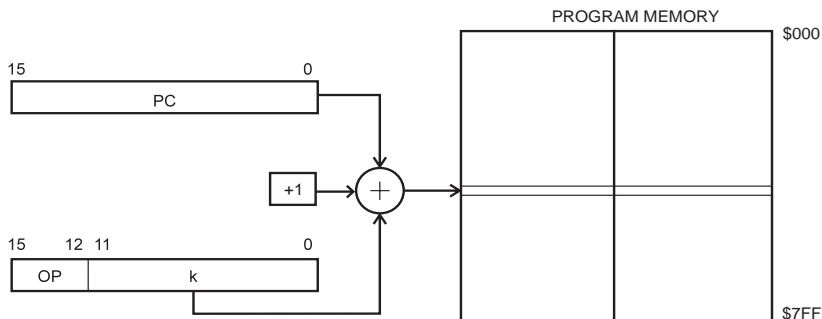 PROGRAM MEMORY
$000
15 0
PC
+1
15 12 11 0
OP k
$7FF